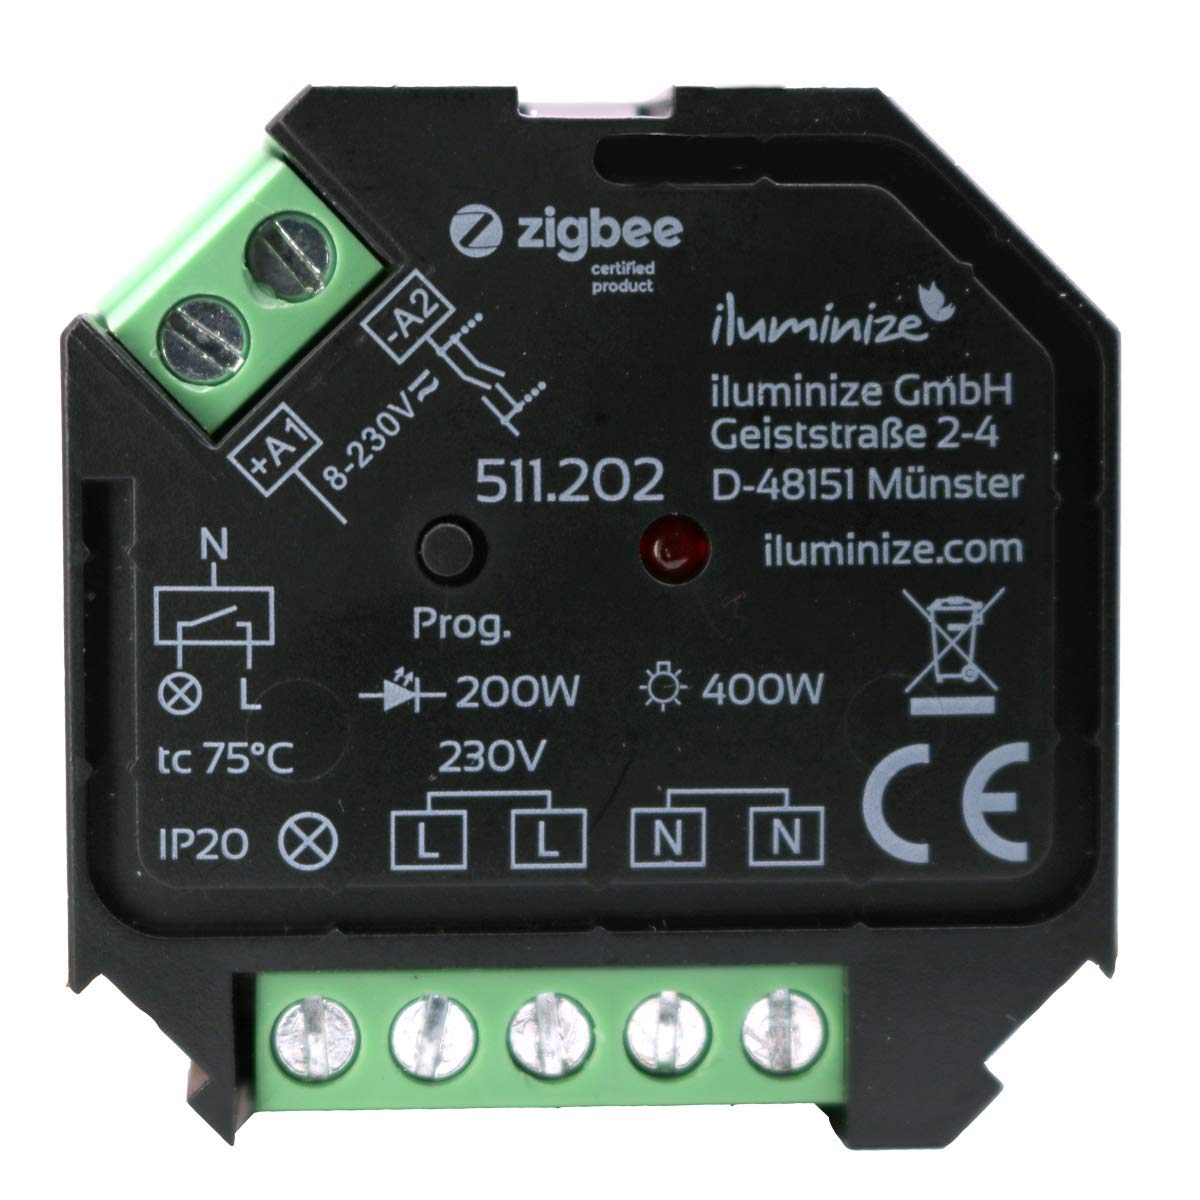 zigbee
certified
product
-A2
+A1
8-230V≂
iluminize
iluminize GmbH
Geiststraße 2-4
D-48151 Münster
iluminize.com
511.202
N
L
Prog.
200W
400W
tc 75°C
230V
IP20
L L N N
CE